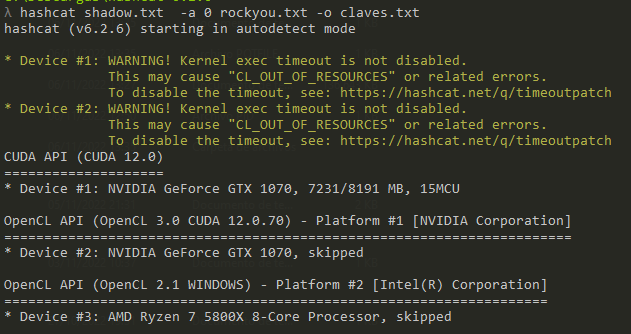 λ hashcat shadow.txt  -a 0 rockyou.txt -o claves.txt
hashcat (v6.2.6) starting in autodetect mode
* Device #1: WARNING! Kernel exec timeout is not disabled.
             This may cause "CL_OUT_OF_RESOURCES" or related errors.
             To disable the timeout, see: https://hashcat.net/q/timeoutpatch
* Device #2: WARNING! Kernel exec timeout is not disabled.
             This may cause "CL_OUT_OF_RESOURCES" or related errors.
             To disable the timeout, see: https://hashcat.net/q/timeoutpatch
CUDA API (CUDA 12.0)
====================
* Device #1: NVIDIA GeForce GTX 1070, 7231/8191 MB, 15MCU
OpenCL API (OpenCL 3.0 CUDA 12.0.70) - Platform #1 [NVIDIA Corporation]
=======================================================================
* Device #2: NVIDIA GeForce GTX 1070, skipped
OpenCL API (OpenCL 2.1 WINDOWS) - Platform #2 [Intel(R) Corporation]
====================================================================
* Device #3: AMD Ryzen 7 5800X 8-Core Processor, skipped